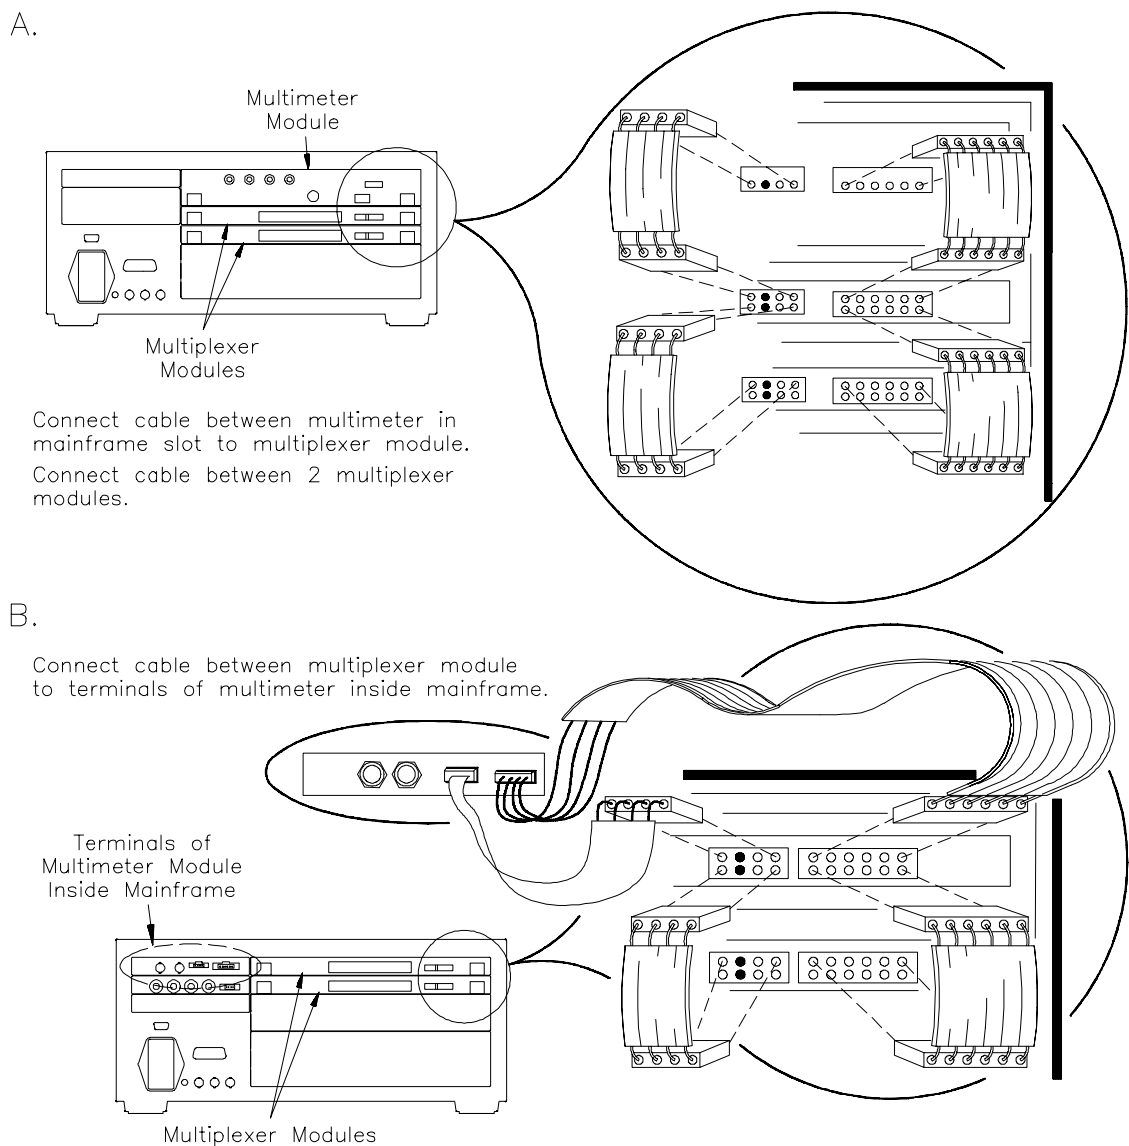 A.
Multimeter
Module
Multiplexer
Modules
Connect cable between multimeter in
mainframe slot to multiplexer module.
Connect cable between 2 multiplexer
modules.
B.
Connect cable between multiplexer module
to terminals of multimeter inside mainframe.
Terminals of
Multimeter Module
Inside Mainframe
Multiplexer Modules